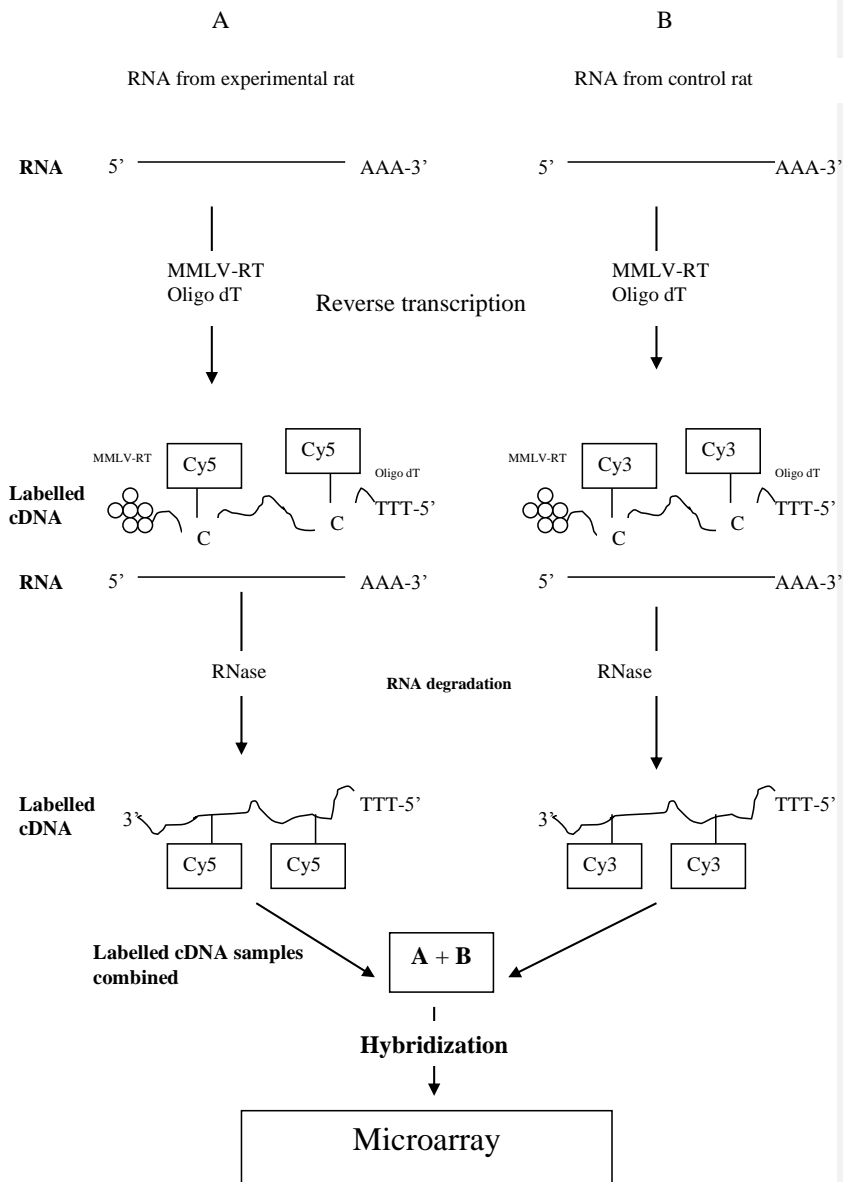 A B
RNA from experimental rat RNA from control rat
RNA 5’ AAA-3’ 5’ AAA-3’
MMLV-RT MMLV-RT
Oligo dT Oligo dT
Reverse transcription
Cy5 Cy5 Cy3 Cy3
MMLV-RT Oligo dT MMLV-RT Oligo dT
Labelled TTT-5’ TTT-5’
cDNA C C C C
RNA 5’ AAA-3’ 5’ AAA-3’
RNase RNA degradation RNase
Labelled 3’ TTT-5’ 3’ TTT-5’
cDNA
Cy5 Cy5 Cy3 Cy3
Labelled cDNA samples A + B
combined
Hybridization
Microarray